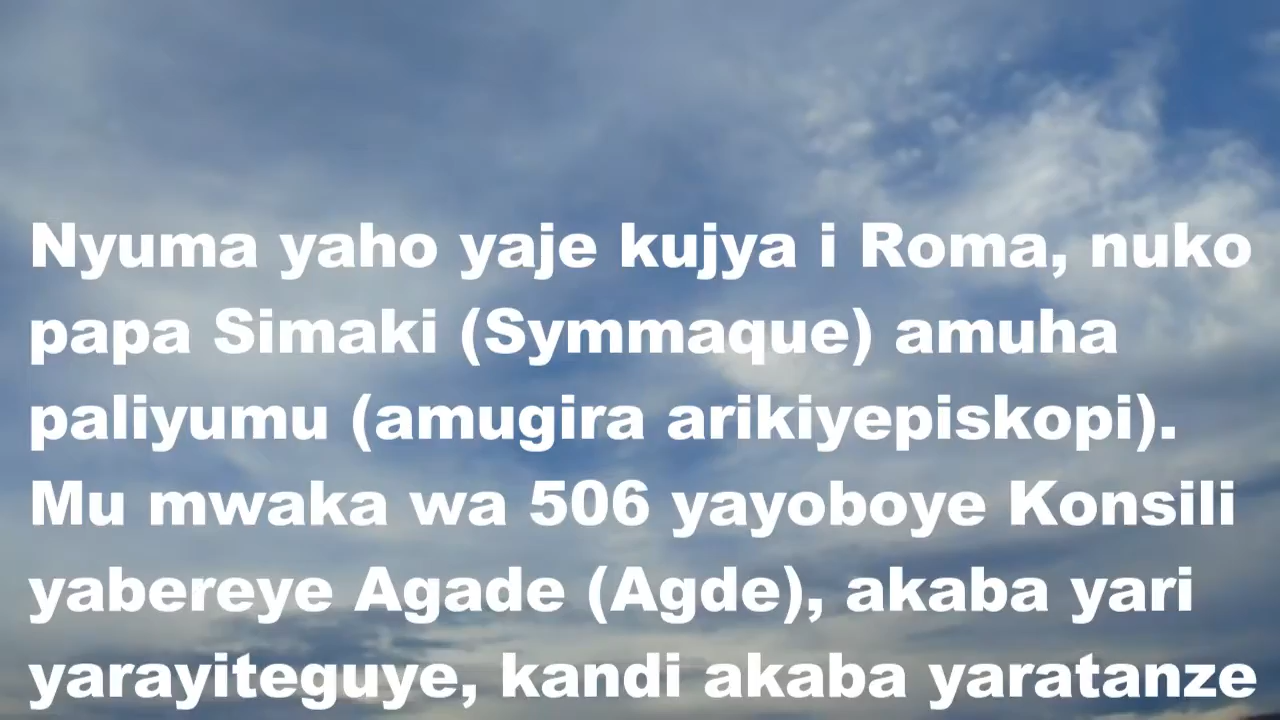 Nyuma yaho yaje kujya i Roma, nuko
papa Simaki (Symmaque) amuha
paliyumu (amugira arikiyepiskopi).
Mu mwaka wa 506 yayoboye Konsili
yabereye Agade (Agde), akaba yari
yarayiteguye, kandi akaba yaratanze